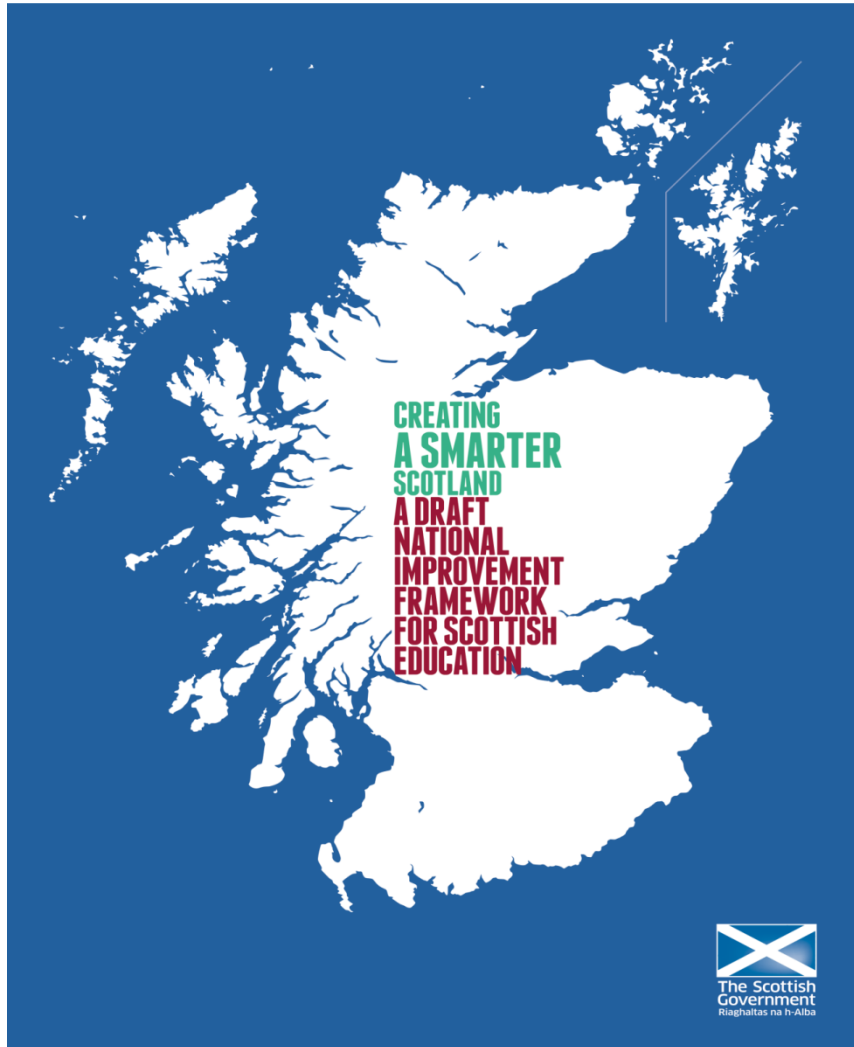 CREATING
A SMARTER
SCOTLAND
A DRAFT
NATIONAL
IMPROVEMENT
FRAMEWORK
FOR SCOTTISH
EDUCATION
The Scottish
Government
Riaghaltas na h-Alba